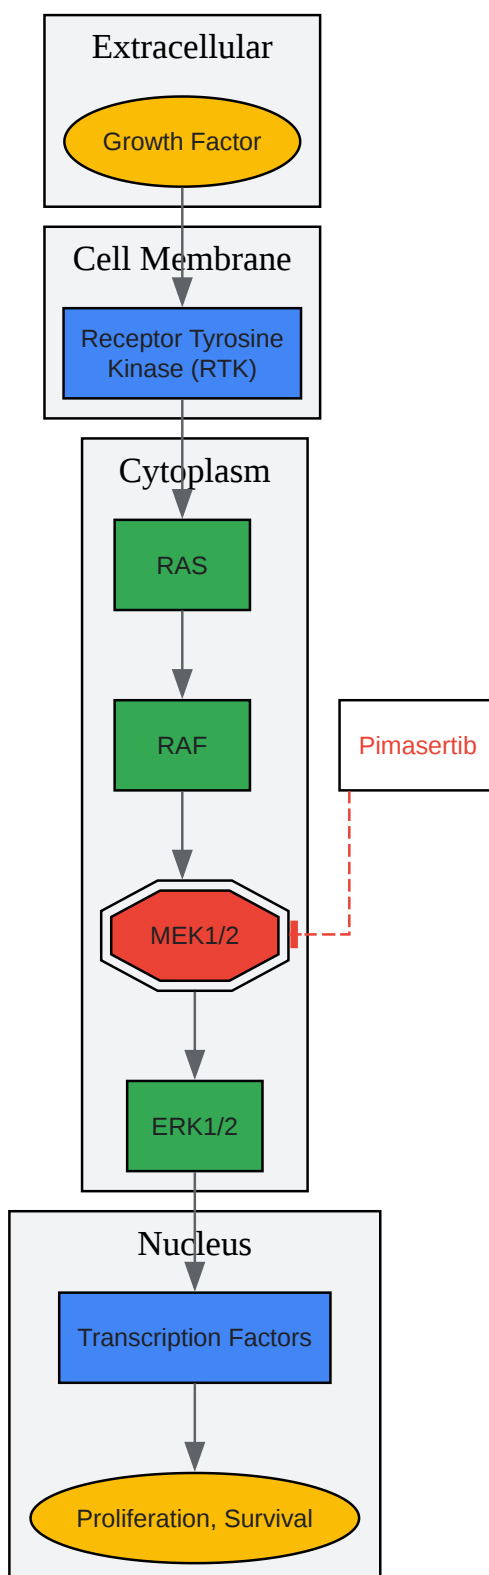 Extracellular
Growth Factor
Cell Membrane
Receptor Tyrosine
Kinase (RTK)
Cytoplasm
RAS
RAF
Pimasertib
MEK1/2
ERK1/2
Nucleus
Transcription Factors
Proliferation, Survival